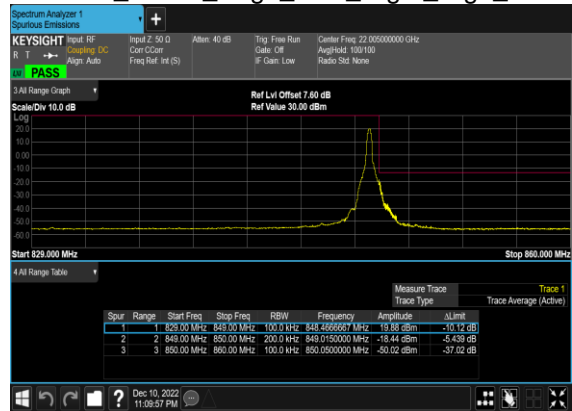 Spectrum Analyzer 1
Spurious Emissions
KEYSIGHT Input: RF Input Z: 50 Ω Atten: 40 dB Trig: Free Run Center Freq: 22.005000000 GHz
R T Coupling: DC Corr CCorr Gate: Off Avg|Hold: 100/100
Align: Auto Freq Ref: Int (S) IF Gain: Low Radio Std: None
LW PASS
3 All Range Graph Ref Lvl Offset 7.60 dB
Scale/Div 10.0 dB Ref Value 30.00 dBm
Log
20.0
10.0
0.00
-10.0
-20.0
-30.0
-40.0
-50.0
-60.0
Start 829.000 MHz Stop 860.000 MHz
4 All Range Table
Measure Trace Trace 1
Trace Type Trace Average (Active)
Spur Range Start Freq Stop Freq RBW Frequency Amplitude ΔLimit
1 1 829.00 MHz 849.00 MHz 100.0 kHz 848.4666667 MHz 19.88 dBm -10.12 dB
2 2 849.00 MHz 850.00 MHz 200.0 kHz 849.0150000 MHz -18.44 dBm -5.439 dB
3 3 850.00 MHz 860.00 MHz 100.0 kHz 850.0500000 MHz -50.02 dBm -37.02 dB
? Dec 10, 2022
11:09:57 PM